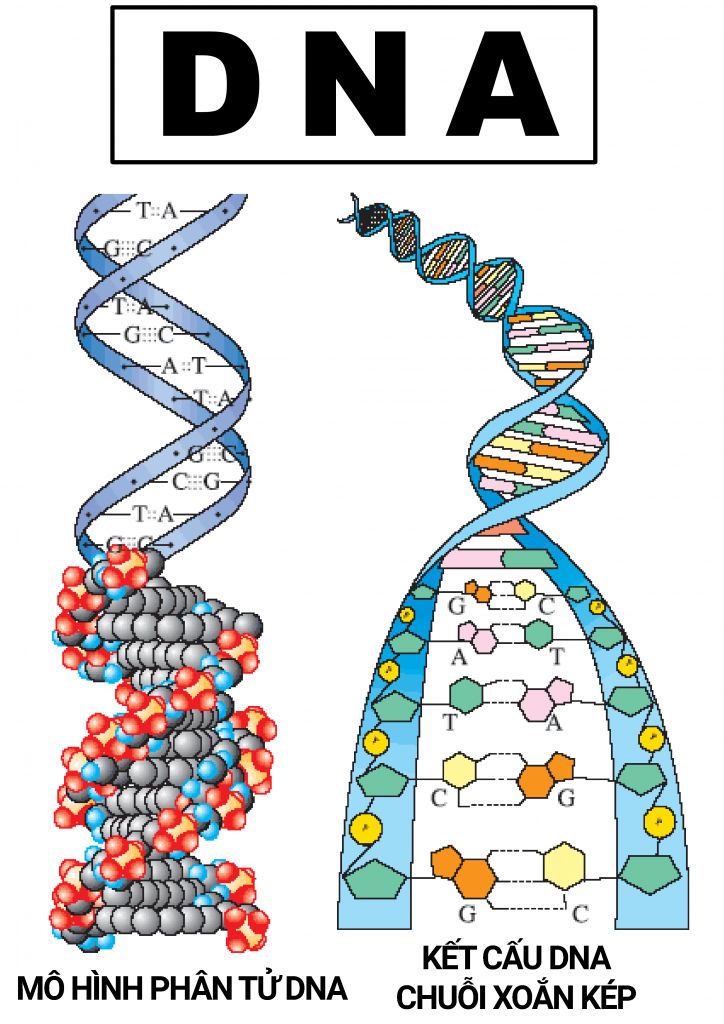 DNA
T::A
G:::C
T::A
G:::C
A::T
T::A
G:::C
C:::G
T::A
G:::C
G C
A T
T A
C G
G C
P
P
P
P
P
P
P
P
MÔ HÌNH PHÂN TỬ DNA
KẾT CẤU DNA
CHUỖI XOẮN KÉP